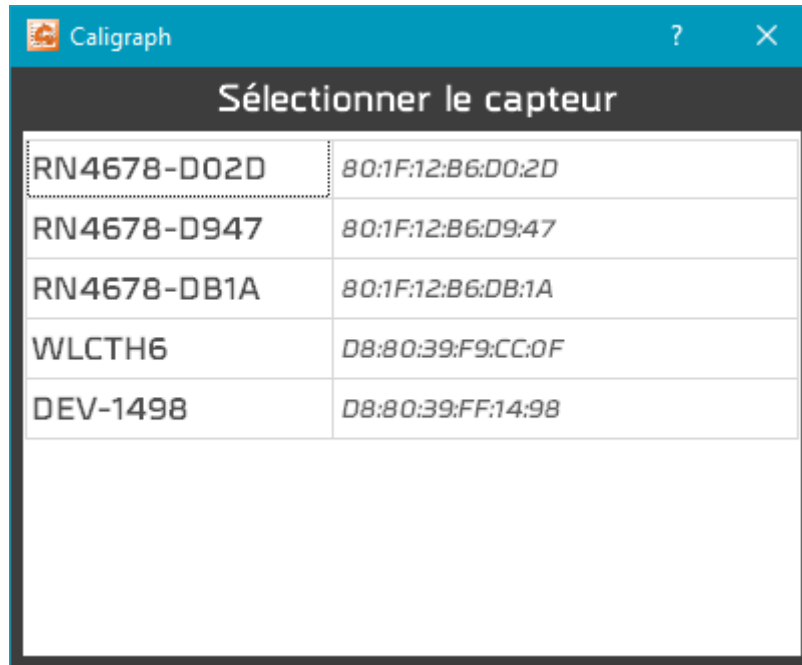 Caligraph ? ×
Sélectionner le capteur
RN4678-D02D 80:1F:12:B6:D0:2D
RN4678-D947 80:1F:12:B6:D9:47
RN4678-DB1A 80:1F:12:B6:DB:1A
WLCTH6 D8:80:39:F9:CC:0F
DEV-1498 D8:80:39:FF:14:98